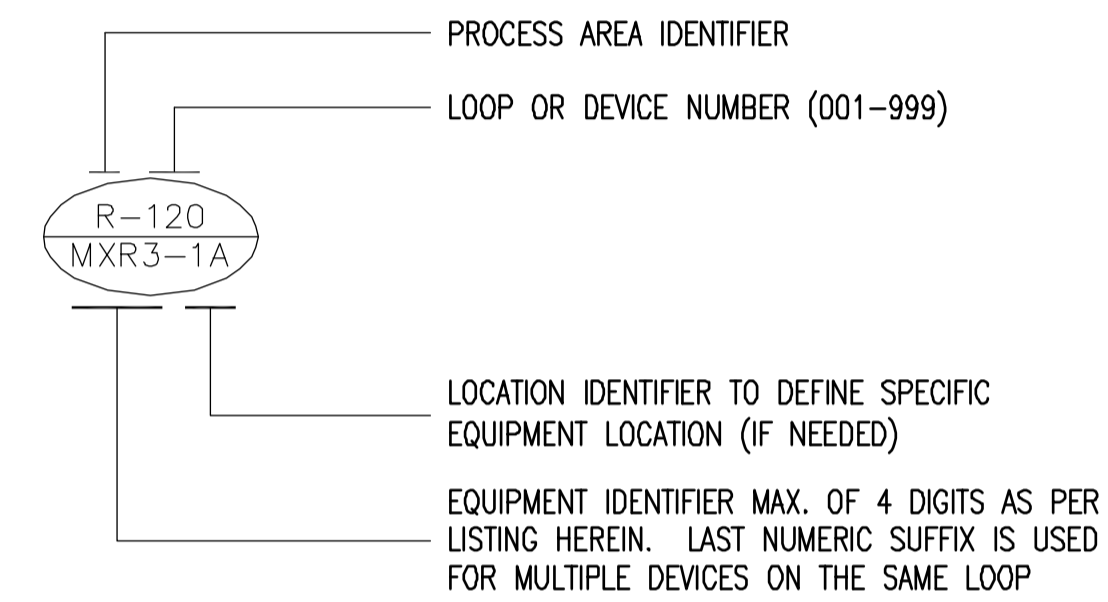 PROCESS AREA IDENTIFIER
LOOP OR DEVICE NUMBER (001-999)
R-120
MXR3-1A
LOCATION IDENTIFIER TO DEFINE SPECIFIC
EQUIPMENT LOCATION (IF NEEDED)
EQUIPMENT IDENTIFIER MAX. OF 4 DIGITS AS PER
LISTING HEREIN. LAST NUMERIC SUFFIX IS USED
FOR MULTIPLE DEVICES ON THE SAME LOOP